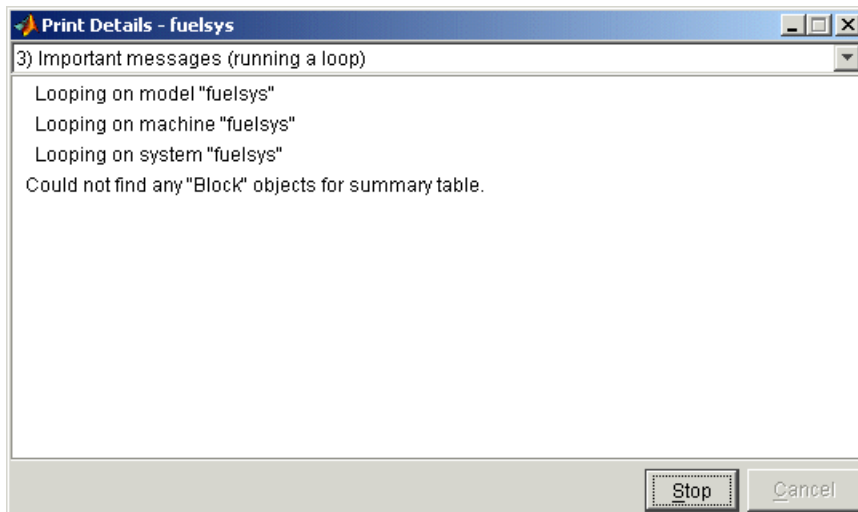 Print Details - fuelsys
3) Important messages (running a loop)
Looping on model "fuelsys"
Looping on machine "fuelsys"
Looping on system "fuelsys"
Could not find any "Block" objects for summary table.
Stop Cancel